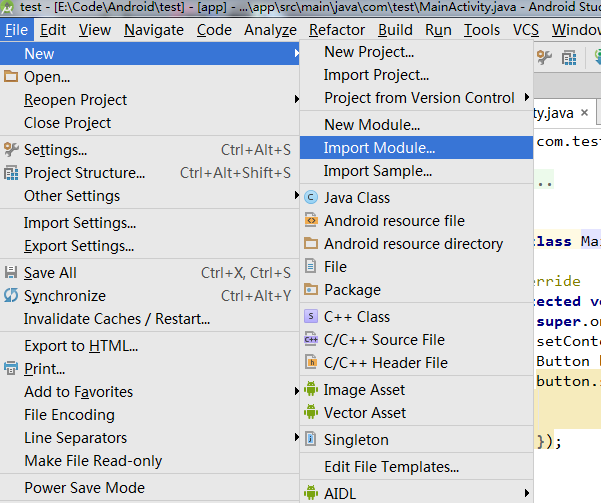 test - [E:\Code\Android\test] - [app] - ...\app\src\main\java\com\test\MainActivity.java - Android Stud
File Edit View Navigate Code Analyze Refactor Build Run Tools VCS Window
New
Open...
Reopen Project
Close Project
Settings... Ctrl+Alt+S
Project Structure... Ctrl+Alt+Shift+S
Other Settings
Import Settings...
Export Settings...
Save All Ctrl+X, Ctrl+S
Synchronize Ctrl+Alt+Y
Invalidate Caches / Restart...
Export to HTML...
Print...
Add to Favorites
File Encoding
Line Separators
Make File Read-only
Power Save Mode
New Project...
Import Project...
Project from Version Control
New Module...
Import Module...
Import Sample...
Java Class
Android resource file
Android resource directory
File
Package
C++ Class
C/C++ Source File
C/C++ Header File
Image Asset
Vector Asset
Singleton
Edit File Templates...
AIDL
ty.java ×
com.test
..
class Mai
erride
ected vo
super.on
setConte
Button b
button.s
});